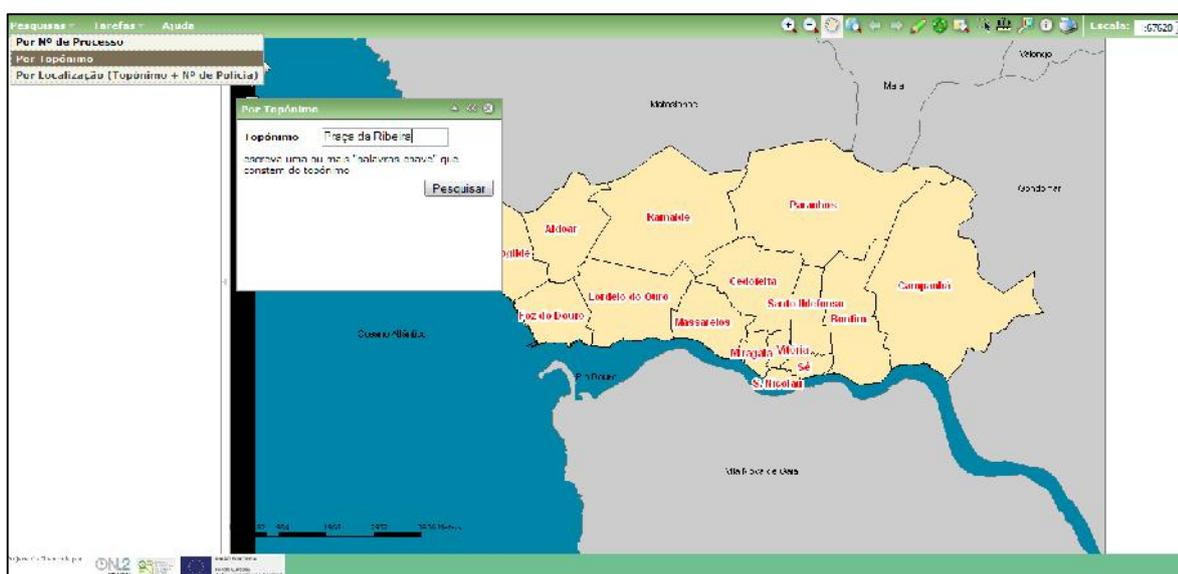 Pesquisas Tarefas Ajuda Escala: :67620
Por Nº de Processo
Por Topónimo
Por Localização (Topónimo + Nº de Polícia)
Por Topónimo
Topónimo Praça da Ribeira
escreva uma ou mais "palavras chave" que
constem do topónimo
Pesquisar
Valongo
Maia
Matosinhos
Gondomar
Paranhos
Ramalde
Aldoar
Cedofeita
Campanhã
Lordelo do Ouro
Santo Ildefonso
Foz do Douro
Massarelos
Bonfim
Oceano Atlântico
Miragaia
Vitória
Sé
Rio Douro
S. Nicolau
Vila Nova de Gaia
ON.2